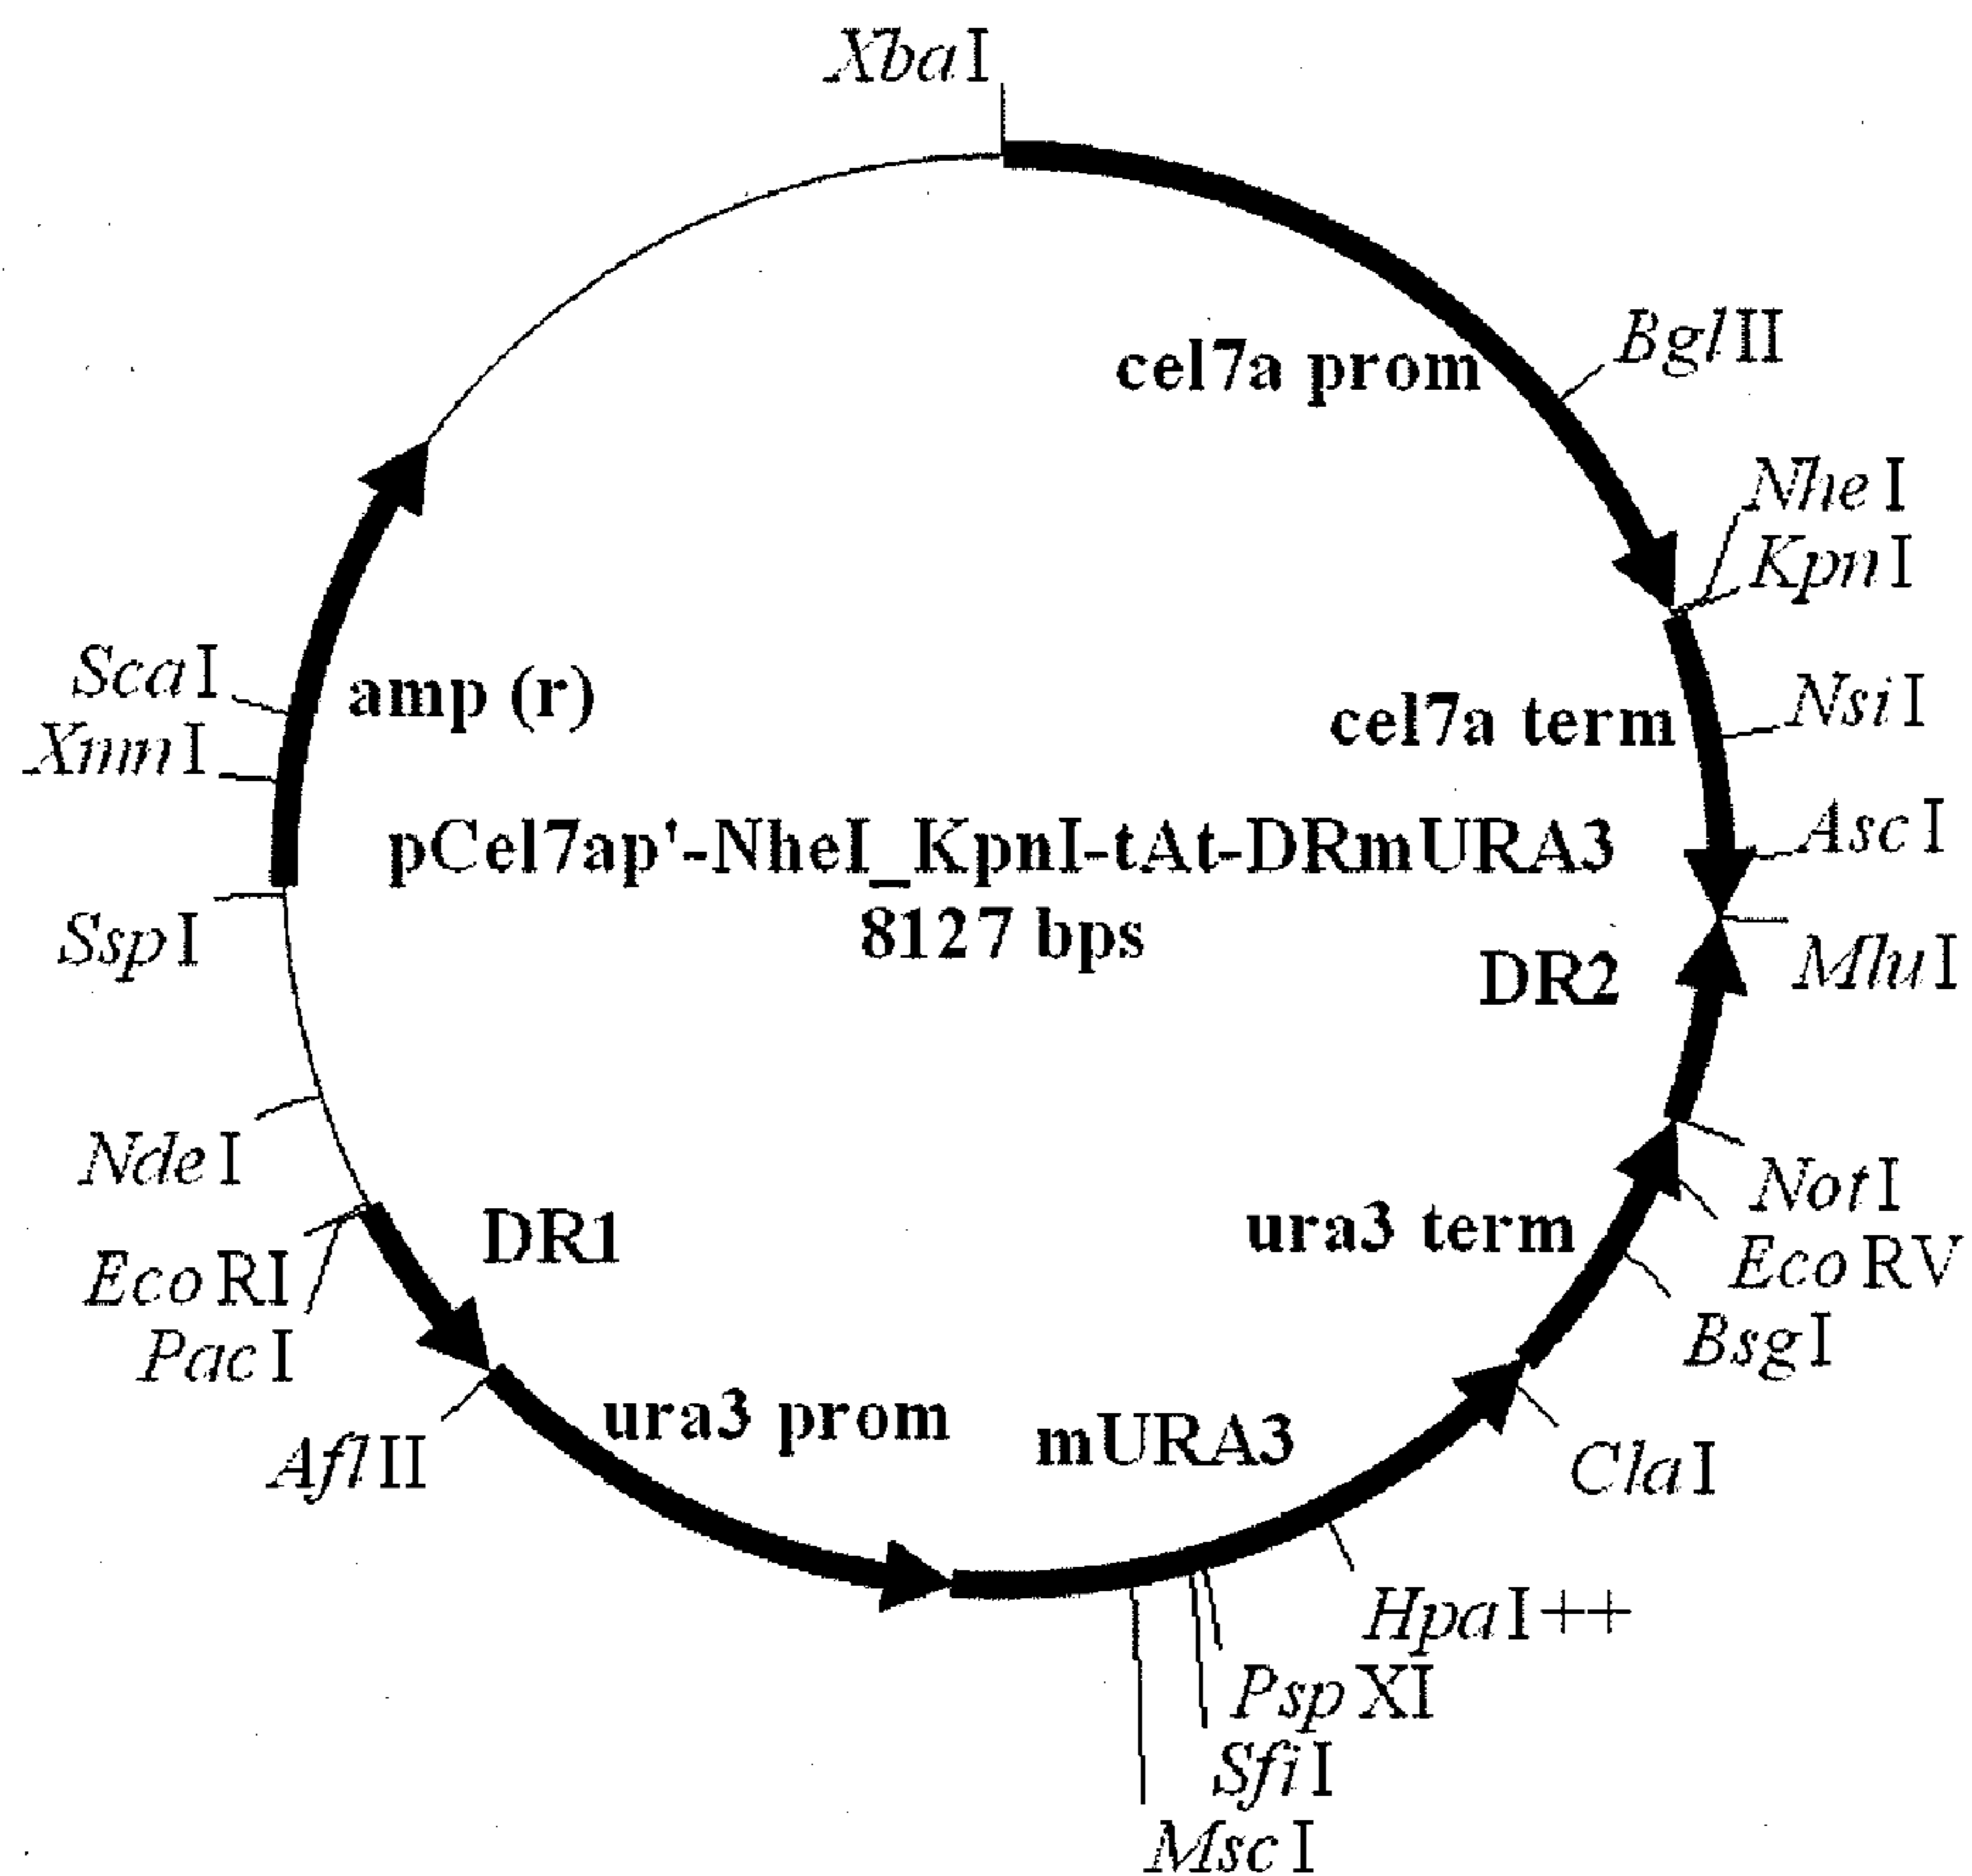 XbaI
BglII
cel7a prom
NheI
KpnI
ScaI
amp (r)
cel7a term
NsiI
XmnI
AscI
pCel7ap'-NheI_KpnI-tAt-DRmURA3
8127 bps
SspI
DR2
MluI
NdeI
NotI
DR1
ura3 term
EcoRI
EcoRV
PacI
BsgI
ura3 prom
mURA3
AflII
ClaI
HpaI++
PspXI
SfiI
MscI